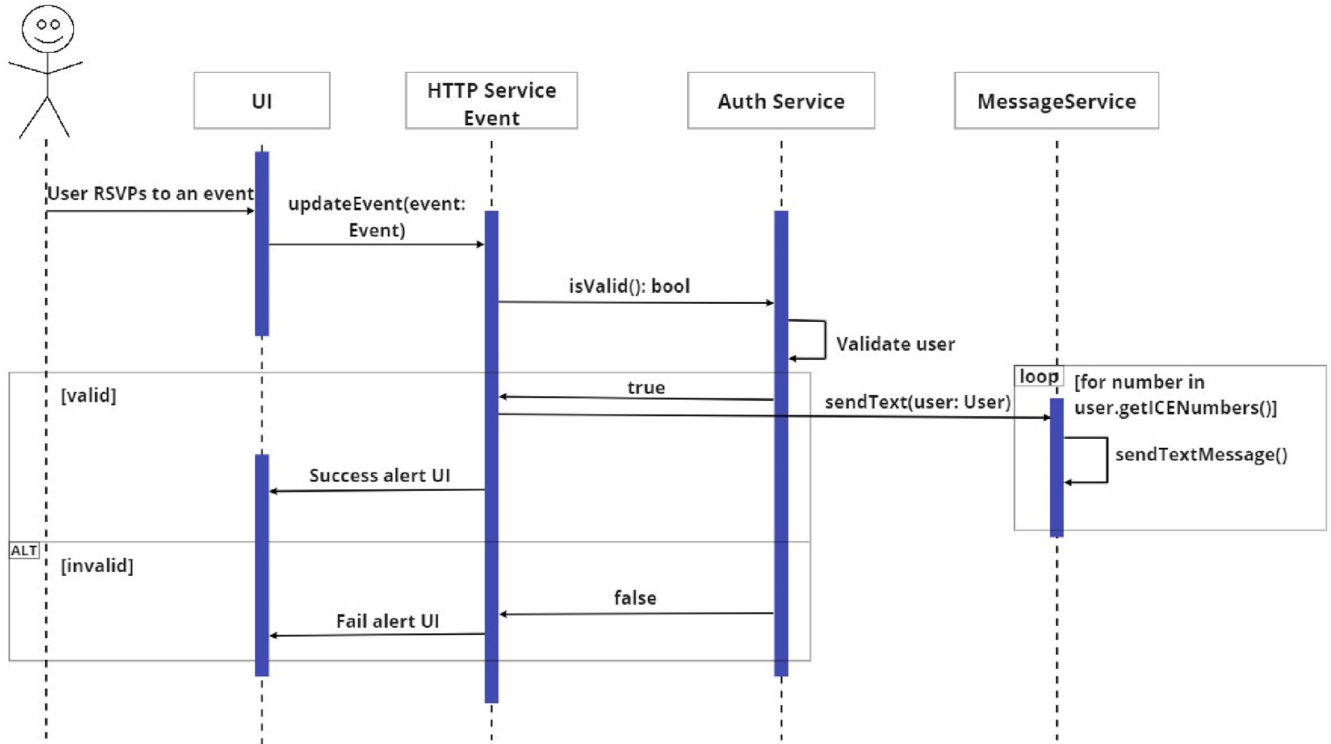 UI
HTTP Service
Event
Auth Service
MessageService
User RSVPs to an event
updateEvent(event:
Event)
isValid(): bool
Validate user
loop
[for number in
user.getICENumbers()]
[valid]
true
sendText(user: User)
sendTextMessage()
Success alert UI
ALT
[invalid]
false
Fail alert UI